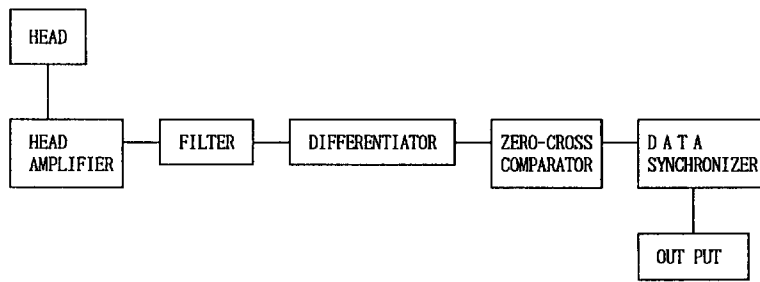 HEAD
HEAD
AMPLIFIER
FILTER
DIFFERENTIATOR
ZERO-CROSS
COMPARATOR
D A T A
SYNCHRONIZER
OUT PUT